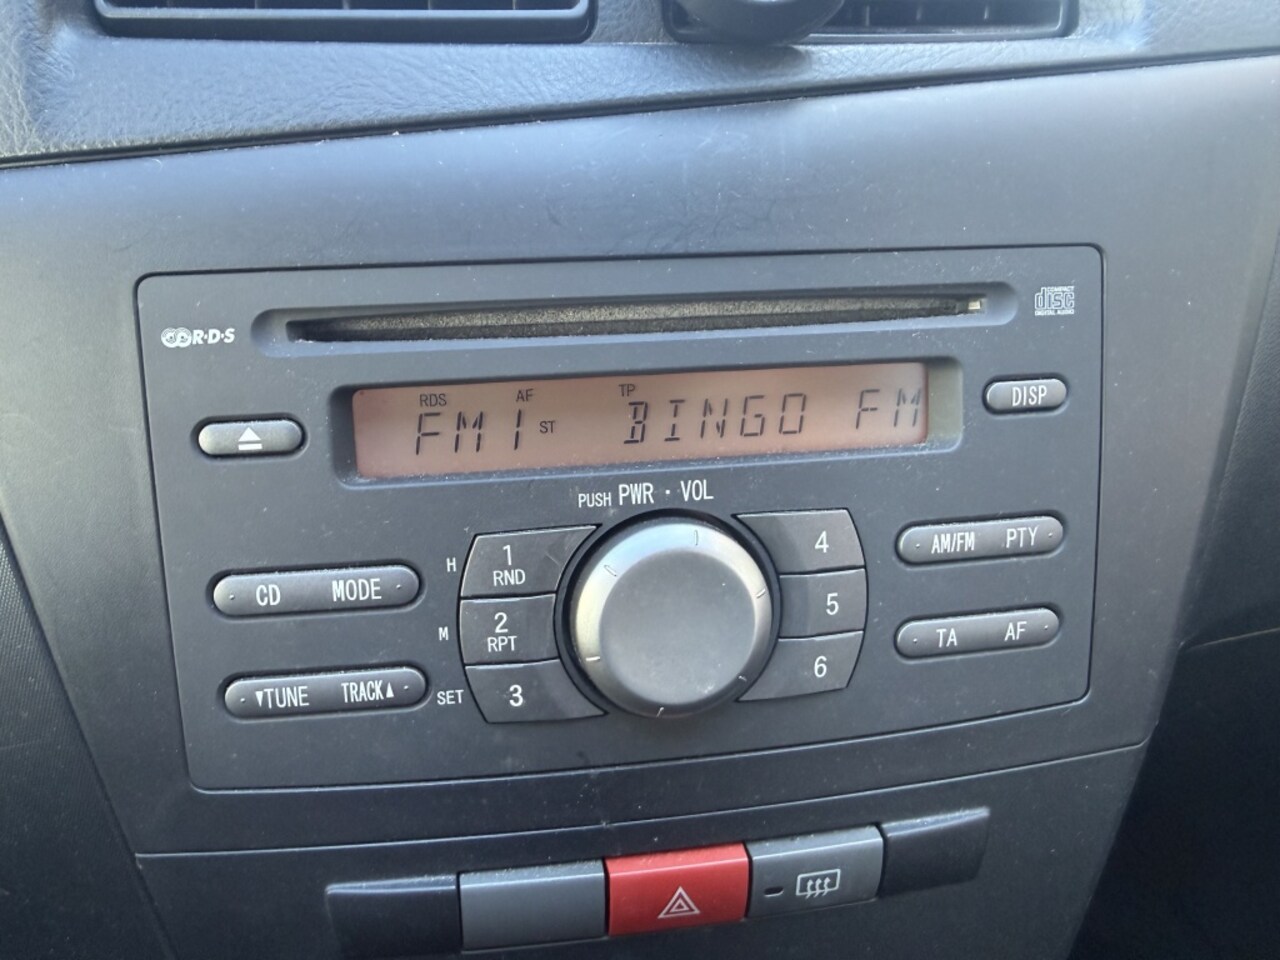 R·D·S
COMPACT
disc
DIGITAL AUDIO
RDS AF TP
FM1 ST BINGO FM
DISP
PUSH PWR · VOL
H 1 RND
M 2 RPT
SET 3
4
5
6
CD MODE
▼TUNE TRACK▲
AM/FM PTY
TA AF